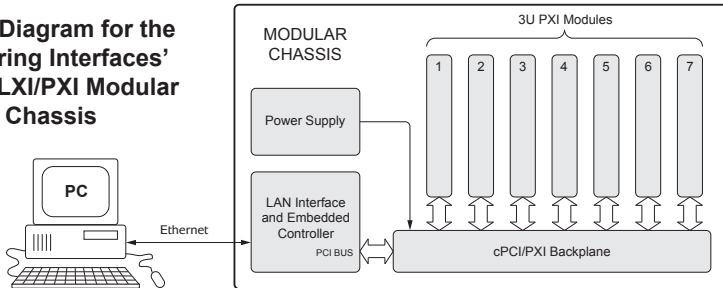 Diagram for the
ring Interfaces’
LXI/PXI Modular
Chassis
MODULAR
CHASSIS
3U PXI Modules
1 2 3 4 5 6 7
Power Supply
PC
Ethernet
LAN Interface
and Embedded
Controller
PCI BUS
cPCI/PXI Backplane